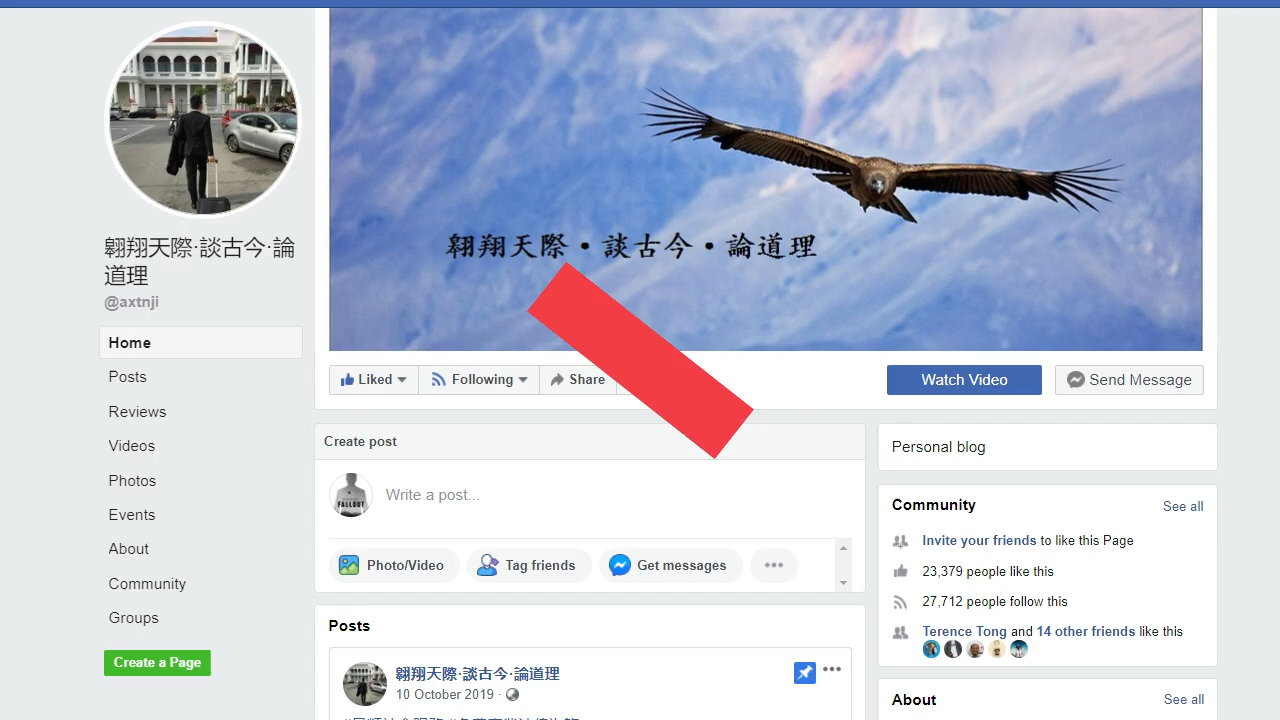 翱翔天際·談古今·論
道理
@axtnji
Home
Posts
Reviews
Videos
Photos
Events
About
Community
Groups
Create a Page
翱翔天際•談古今•論道理
Liked
Following
Share
Watch Video
Send Message
Create post
FALLOUT
Write a post...
Photo/Video
Tag friends
Get messages
Posts
翱翔天際·談古今·論道理
10 October 2019 ·
Personal blog
Community
See all
Invite your friends to like this Page
23,379 people like this
27,712 people follow this
Terence Tong and 14 other friends like this
About
See all